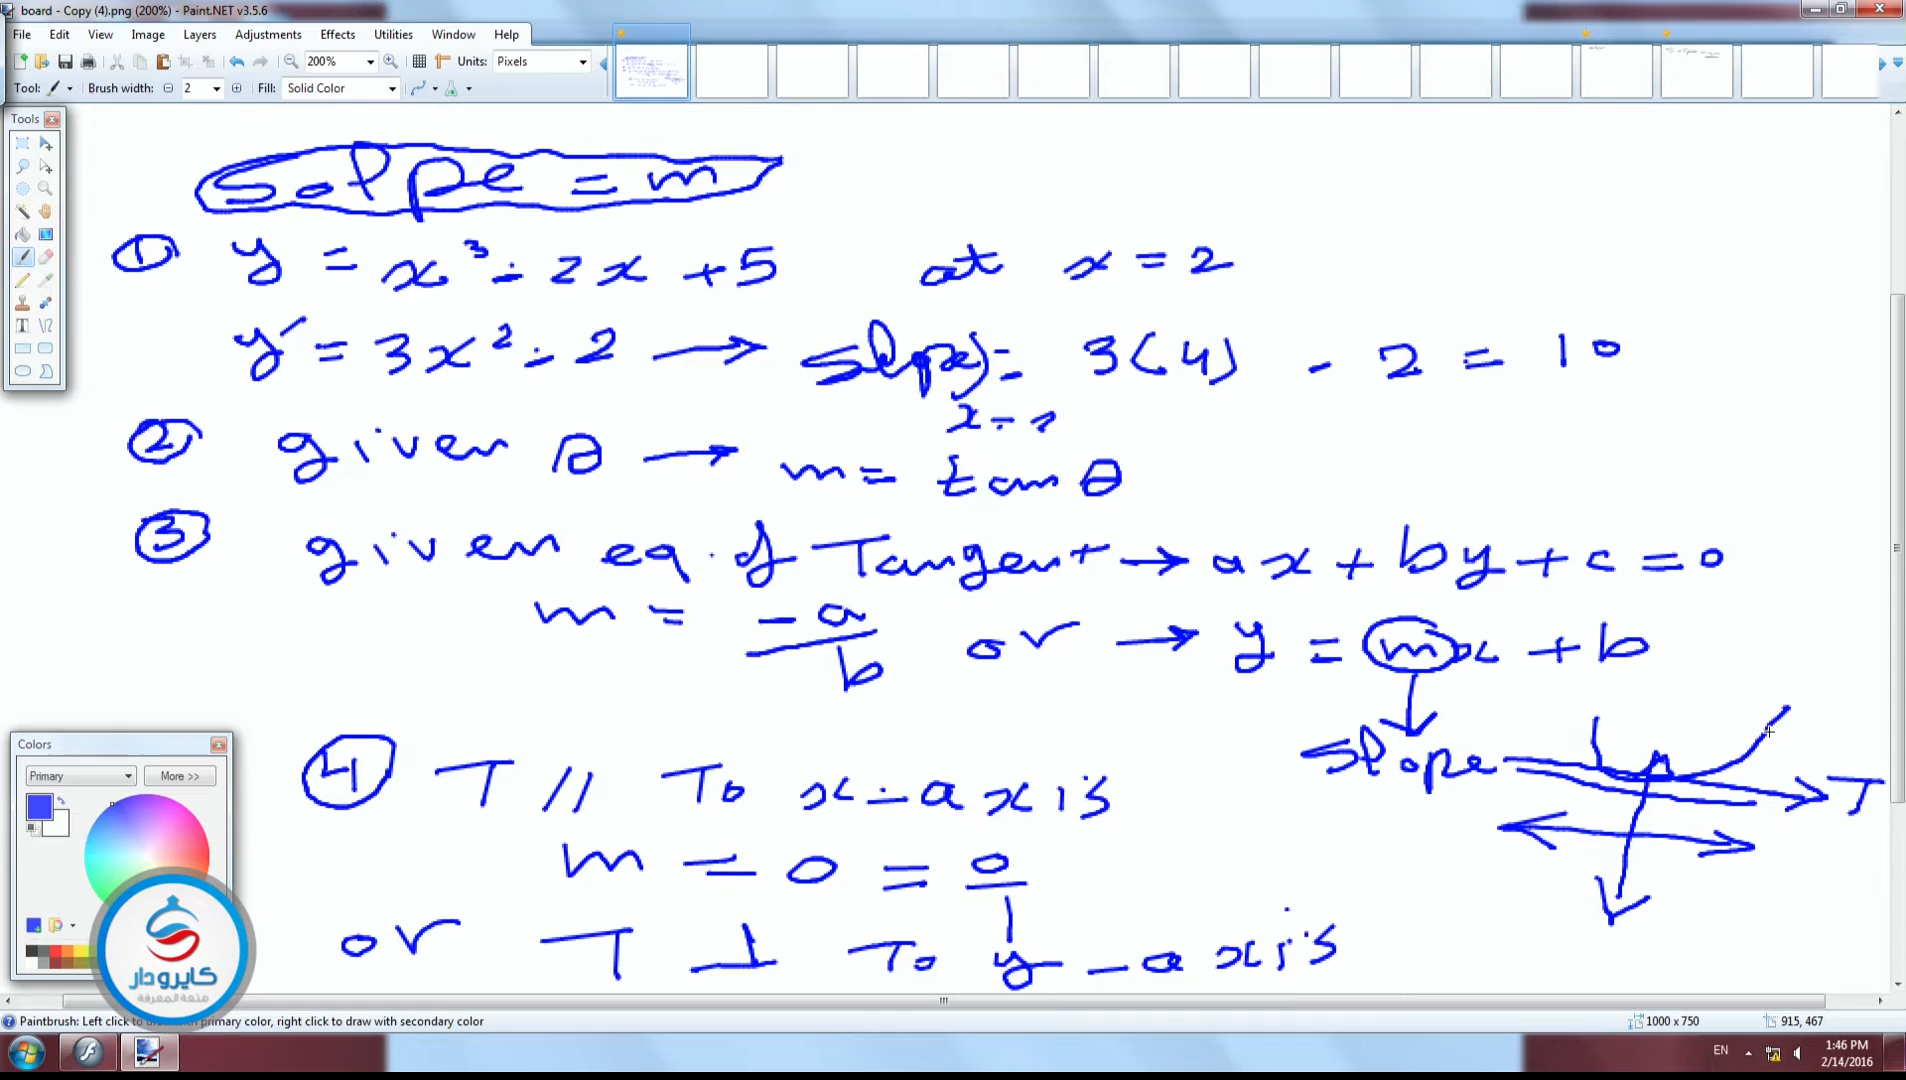 board - Copy (4).png (200%) - Paint.NET v3.5.6
File Edit View Image Layers Adjustments Effects Utilities Window Help
200% Units: Pixels
Tool: Brush width: 2 Fill: Solid Color
Tools
Solpe = m
① y = x³ - 2x + 5 at x = 2
y' = 3x² - 2 → slope) = 3(4) - 2 = 10
x = 2
② given θ → m = tan θ
③ given eq. of Tangent → ax + by + c = 0
m = -a/b or → y = mx + b
slope
T
④ T // To x-axis
m = 0 = 0/1
or T ⊥ To y-axis
Colors
Primary More >>
كايرودار
متعة المعرفة
Paintbrush: Left click to draw with primary color, right click to draw with secondary color
1000 x 750
915, 467
EN
1:46 PM
2/14/2016